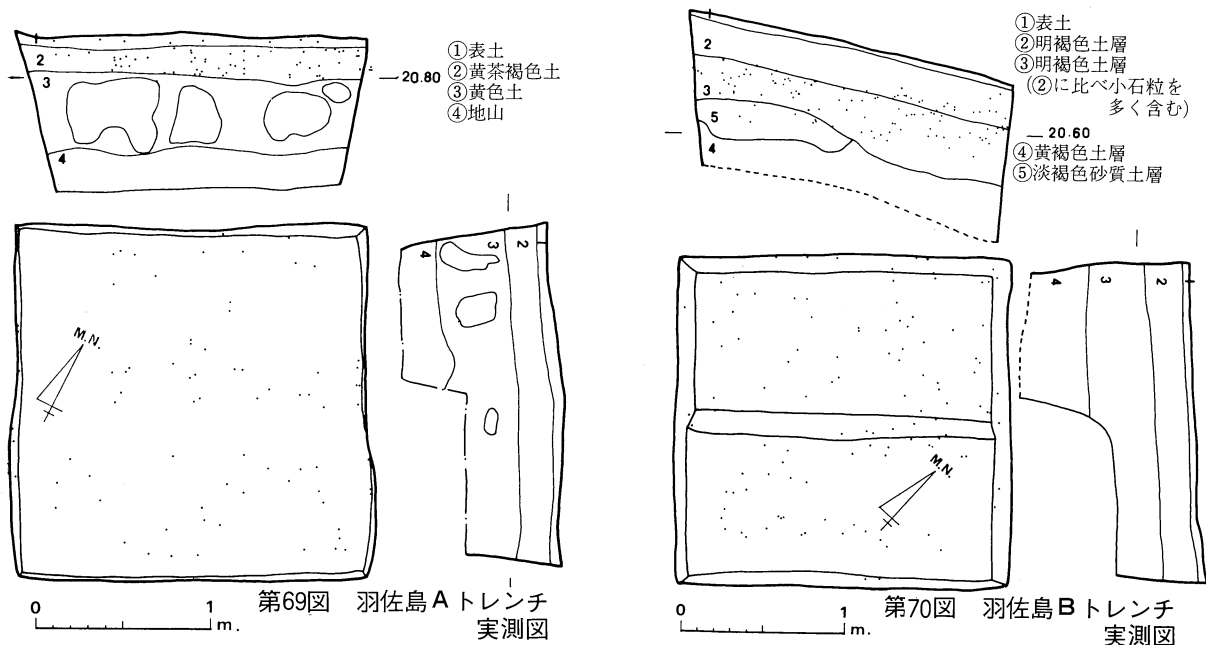 1
2
3
4
20.80
①表土
②黄茶褐色土
③黄色土
④地山
M.N.
4
3
2
0 1
m.
第69図 羽佐島Aトレンチ
実測図
2
3
5
4
20.60
①表土
②明褐色土層
③明褐色土層
(②に比べ小石粒を
多く含む)
④黄褐色土層
⑤淡褐色砂質土層
M.N.
4
3
2
0 1
m.
第70図 羽佐島Bトレンチ
実測図